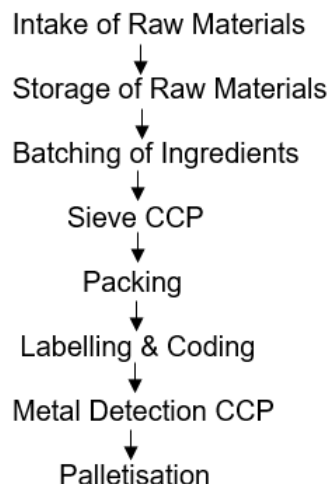 Intake of Raw Materials
Storage of Raw Materials
Batching of Ingredients
Sieve CCP
Packing
Labelling & Coding
Metal Detection CCP
Palletisation